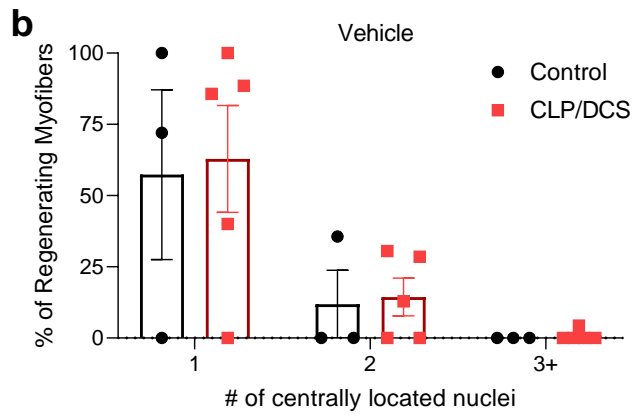 b
Vehicle
% of Regenerating Myofibers
100
75
50
25
0
Control
CLP/DCS
1 2 3+
# of centrally located nuclei